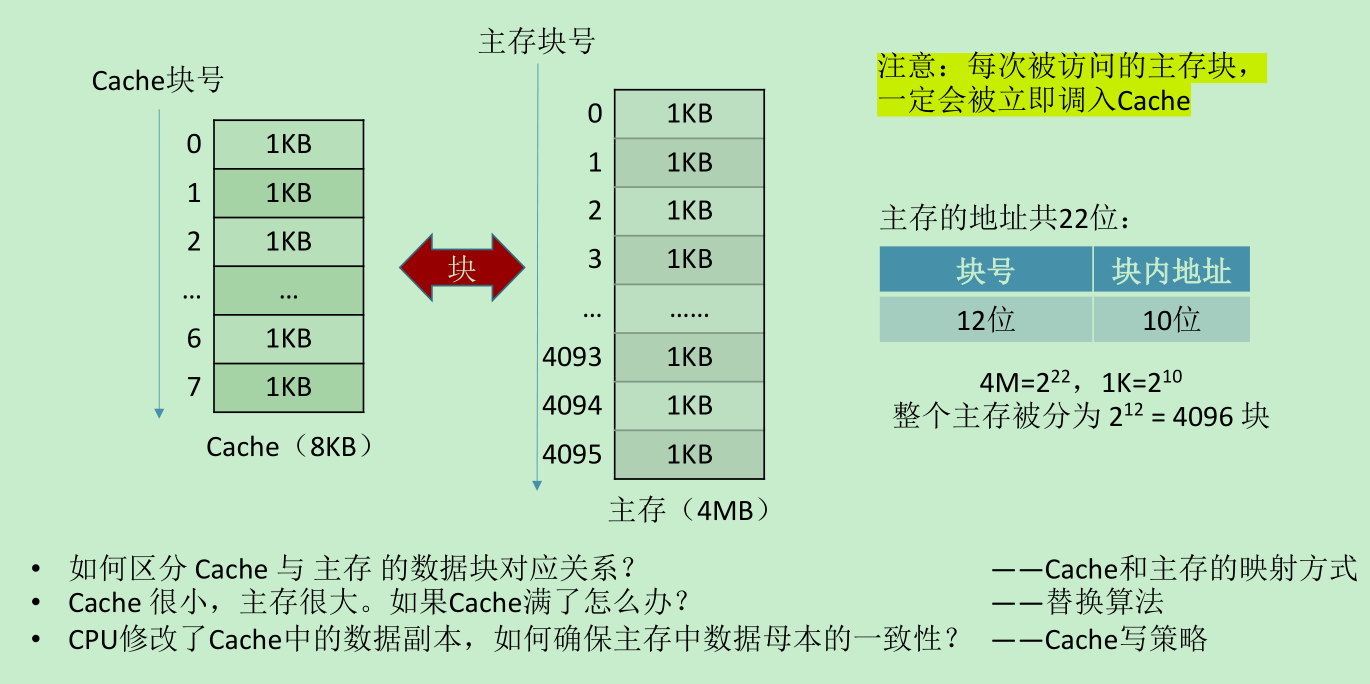 Cache块号
0 1KB
1 1KB
2 1KB
... ...
6 1KB
7 1KB
Cache（8KB）
块
主存块号
0 1KB
1 1KB
2 1KB
3 1KB
... ......
4093 1KB
4094 1KB
4095 1KB
主存（4MB）
注意：每次被访问的主存块，
一定会被立即调入Cache
主存的地址共22位：
块号 块内地址
12位 10位
4M=2²²，1K=2¹⁰
整个主存被分为 2¹² = 4096 块
• 如何区分 Cache 与 主存 的数据块对应关系？ ——Cache和主存的映射方式
• Cache 很小，主存很大。如果Cache满了怎么办？ ——替换算法
• CPU修改了Cache中的数据副本，如何确保主存中数据母本的一致性？ ——Cache写策略